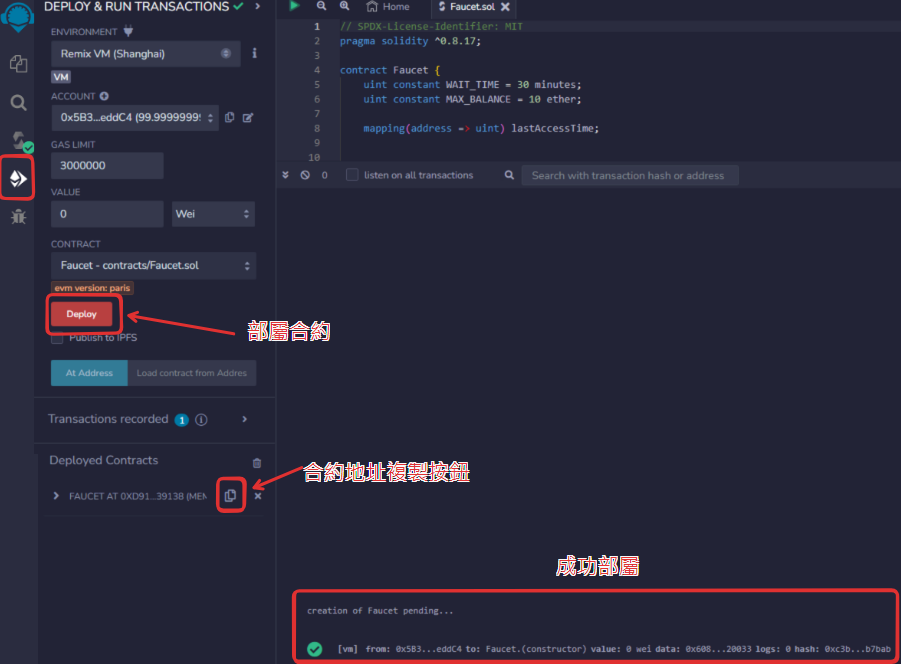 DEPLOY & RUN TRANSACTIONS
ENVIRONMENT
Remix VM (Shanghai)
VM
ACCOUNT
0x5B3...eddC4 (99.9999999
GAS LIMIT
3000000
VALUE
0
Wei
CONTRACT
Faucet - contracts/Faucet.sol
evm version: paris
Deploy
部屬合約
Publish to IPFS
At Address
Load contract from Addres
Transactions recorded 1
Deployed Contracts
合約地址複製按鈕
FAUCET AT 0XD91...39138 (MEM
Home
Faucet.sol
1 // SPDX-License-Identifier: MIT
2 pragma solidity ^0.8.17;
3
4 contract Faucet {
5 uint constant WAIT_TIME = 30 minutes;
6 uint constant MAX_BALANCE = 10 ether;
7
8 mapping(address => uint) lastAccessTime;
9
10
0
listen on all transactions
Search with transaction hash or address
成功部屬
creation of Faucet pending...
[vm] from: 0x5B3...eddC4 to: Faucet.(constructor) value: 0 wei data: 0x608...20033 logs: 0 hash: 0xc3b...b7bab